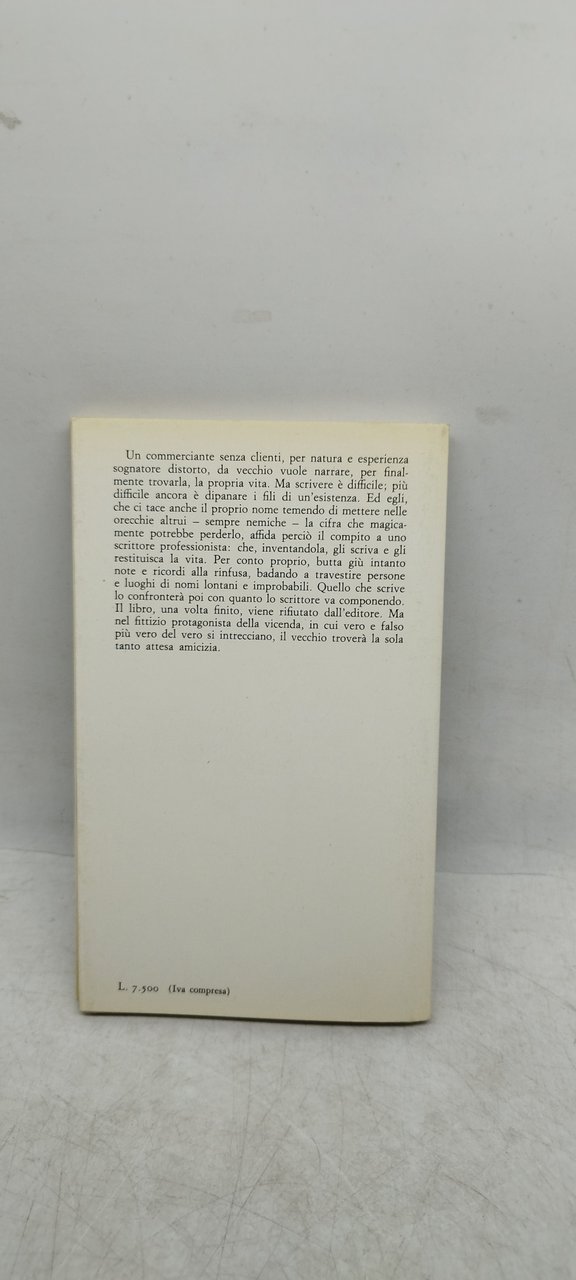 Un commerciante senza clienti, per natura e esperienza
sognatore distorto, da vecchio vuole narrare, per final-
mente trovarla, la propria vita. Ma scrivere è difficile; più
difficile ancora è dipanare i fili di un'esistenza. Ed egli,
che ci tace anche il proprio nome temendo di mettere nelle
orecchie altrui – sempre nemiche – la cifra che magica-
mente potrebbe perderlo, affida perciò il compito a uno
scrittore professionista: che, inventandola, gli scriva e gli
restituisca la vita. Per conto proprio, butta giù intanto
note e ricordi alla rinfusa, badando a travestire persone
e luoghi di nomi lontani e improbabili. Quello che scrive
lo confronterà poi con quanto lo scrittore va componendo.
Il libro, una volta finito, viene rifiutato dall'editore. Ma
nel fittizio protagonista della vicenda, in cui vero e falso
più vero del vero si intrecciano, il vecchio troverà la sola
tanto attesa amicizia.
L. 7.500 (Iva compresa)